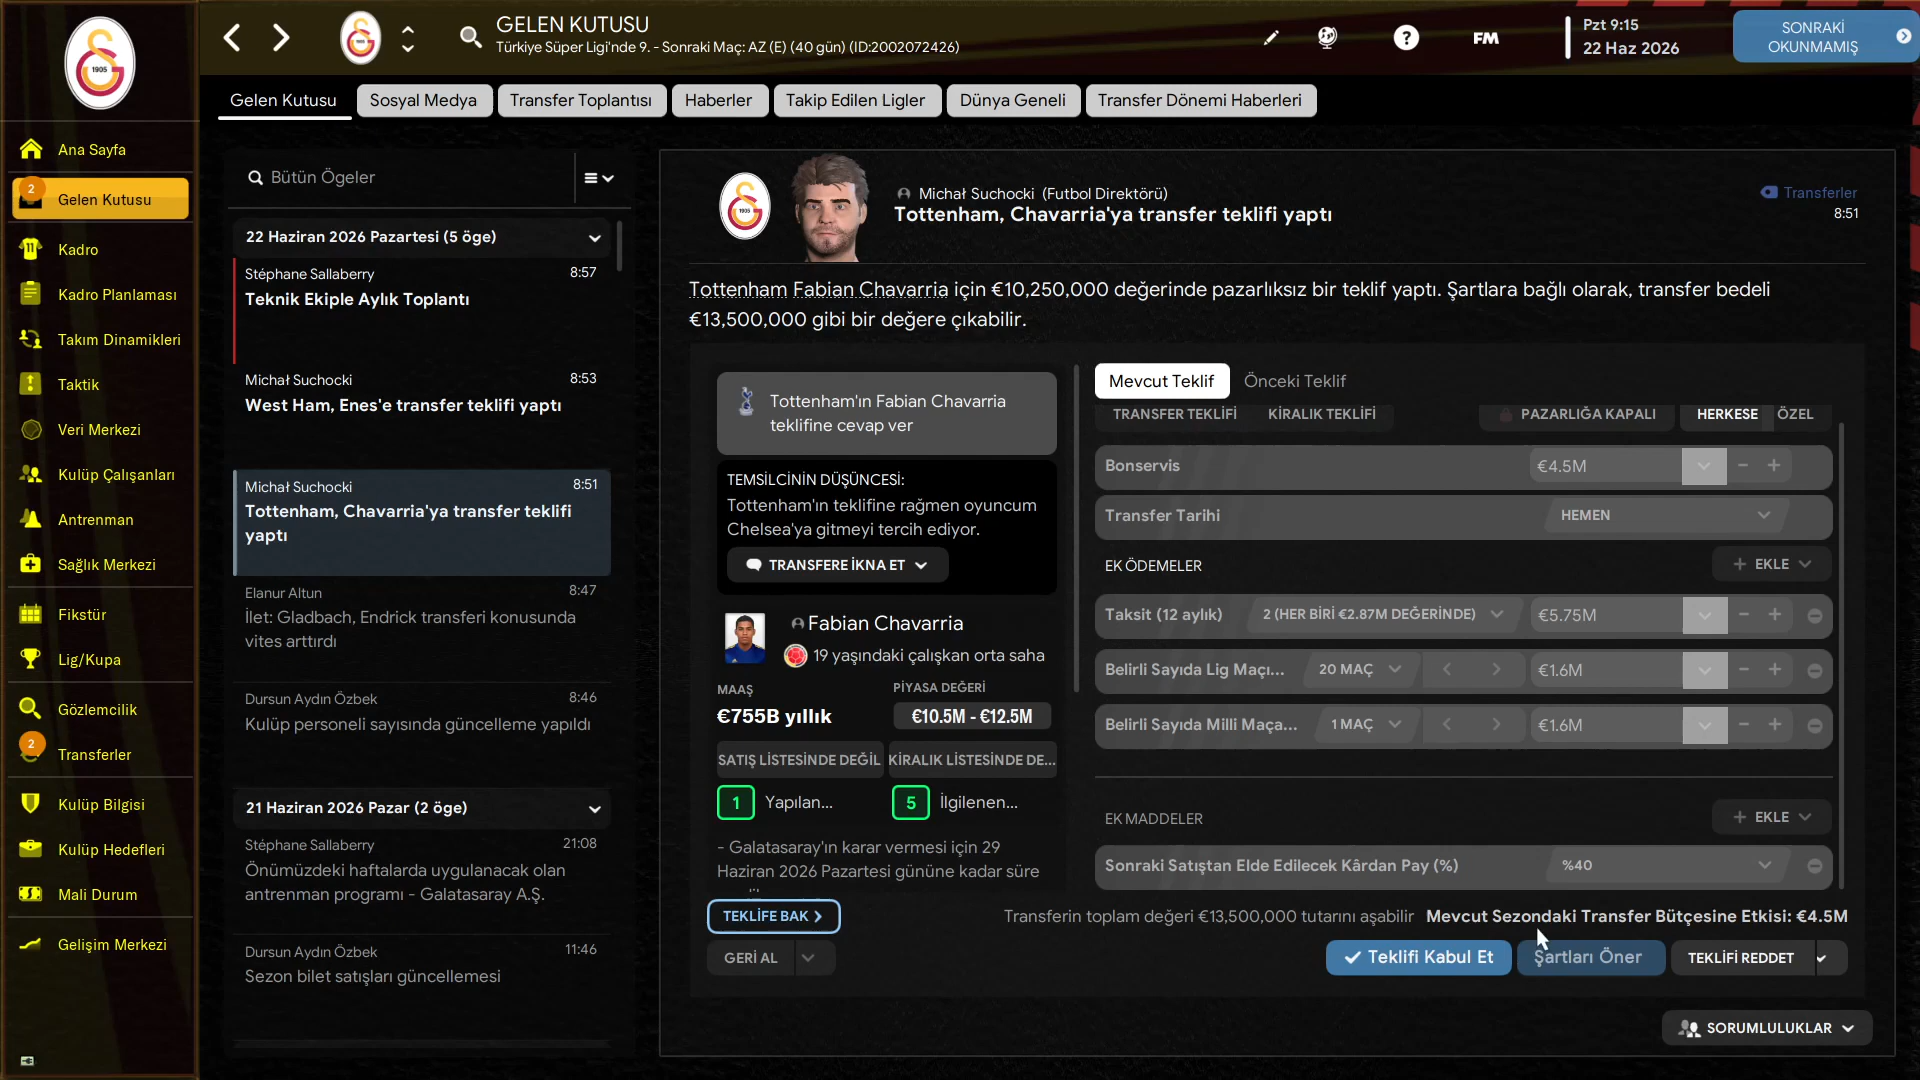 GELEN KUTUSU
Türkiye Süper Ligi'nde 9. - Sonraki Maç: AZ (E) (40 gün) (ID:2002072426)
FM
Pzt 9:15
22 Haz 2026
SONRAKİ
OKUNMAMIŞ
Gelen Kutusu
Sosyal Medya
Transfer Toplantısı
Haberler
Takip Edilen Ligler
Dünya Geneli
Transfer Dönemi Haberleri
1905
Ana Sayfa
2
Gelen Kutusu
Kadro
Kadro Planlaması
Takım Dinamikleri
Taktik
Veri Merkezi
Kulüp Çalışanları
Antrenman
Sağlık Merkezi
Fikstür
Lig/Kupa
Gözlemcilik
2
Transferler
Kulüp Bilgisi
Kulüp Hedefleri
Mali Durum
Gelişim Merkezi
Bütün Ögeler
22 Haziran 2026 Pazartesi (5 öge)
Stéphane Sallaberry 8:57
Teknik Ekiple Aylık Toplantı
Michał Suchocki 8:53
West Ham, Enes'e transfer teklifi yaptı
Michał Suchocki 8:51
Tottenham, Chavarria'ya transfer teklifi
yaptı
Elanur Altun 8:47
İlet: Gladbach, Endrick transferi konusunda
vites arttırdı
Dursun Aydın Özbek 8:46
Kulüp personeli sayısında güncelleme yapıldı
21 Haziran 2026 Pazar (2 öge)
Stéphane Sallaberry 21:08
Önümüzdeki haftalarda uygulanacak olan
antrenman programı - Galatasaray A.Ş.
Dursun Aydın Özbek 11:46
Sezon bilet satışları güncellemesi
Michał Suchocki (Futbol Direktörü)
Tottenham, Chavarria'ya transfer teklifi yaptı
Transferler
8:51
Tottenham Fabian Chavarria için €10,250,000 değerinde pazarlıksız bir teklif yaptı. Şartlara bağlı olarak, transfer bedeli
€13,500,000 gibi bir değere çıkabilir.
Tottenham'ın Fabian Chavarria
teklifine cevap ver
TEMSİLCİNİN DÜŞÜNCESİ:
Tottenham'ın teklifine rağmen oyuncum
Chelsea'ya gitmeyi tercih ediyor.
TRANSFERE İKNA ET
Fabian Chavarria
19 yaşındaki çalışkan orta saha
MAAŞ
€755B yıllık
PİYASA DEĞERİ
€10.5M - €12.5M
SATIŞ LİSTESİNDE DEĞİL
KİRALIK LİSTESİNDE DE...
1 Yapılan...
5 İlgilenen...
- Galatasaray'ın karar vermesi için 29
Haziran 2026 Pazartesi gününe kadar süre
TEKLİFE BAK
GERİ AL
Mevcut Teklif
Önceki Teklif
TRANSFER TEKLİFİ
KİRALIK TEKLİFİ
PAZARLIĞA KAPALI
HERKESE
ÖZEL
Bonservis €4.5M
Transfer Tarihi HEMEN
EK ÖDEMELER
EKLE
Taksit (12 aylık) 2 (HER BİRİ €2.87M DEĞERİNDE) €5.75M
Belirli Sayıda Lig Maçı... 20 MAÇ €1.6M
Belirli Sayıda Milli Maça... 1 MAÇ €1.6M
EK MADDELER
EKLE
Sonraki Satıştan Elde Edilecek Kârdan Pay (%) %40
Transferin toplam değeri €13,500,000 tutarını aşabilir Mevcut Sezondaki Transfer Bütçesine Etkisi: €4.5M
Teklifi Kabul Et
Şartları Öner
TEKLİFİ REDDET
SORUMLULUKLAR